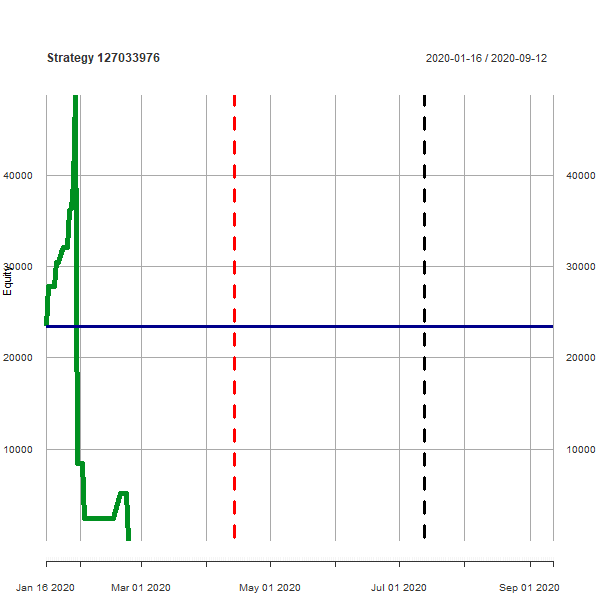 Strategy 127033976
2020-01-16 / 2020-09-12
40000
40000
30000
30000
Equity
20000
20000
10000
10000
Jan 16 2020
Mar 01 2020
May 01 2020
Jul 01 2020
Sep 01 2020